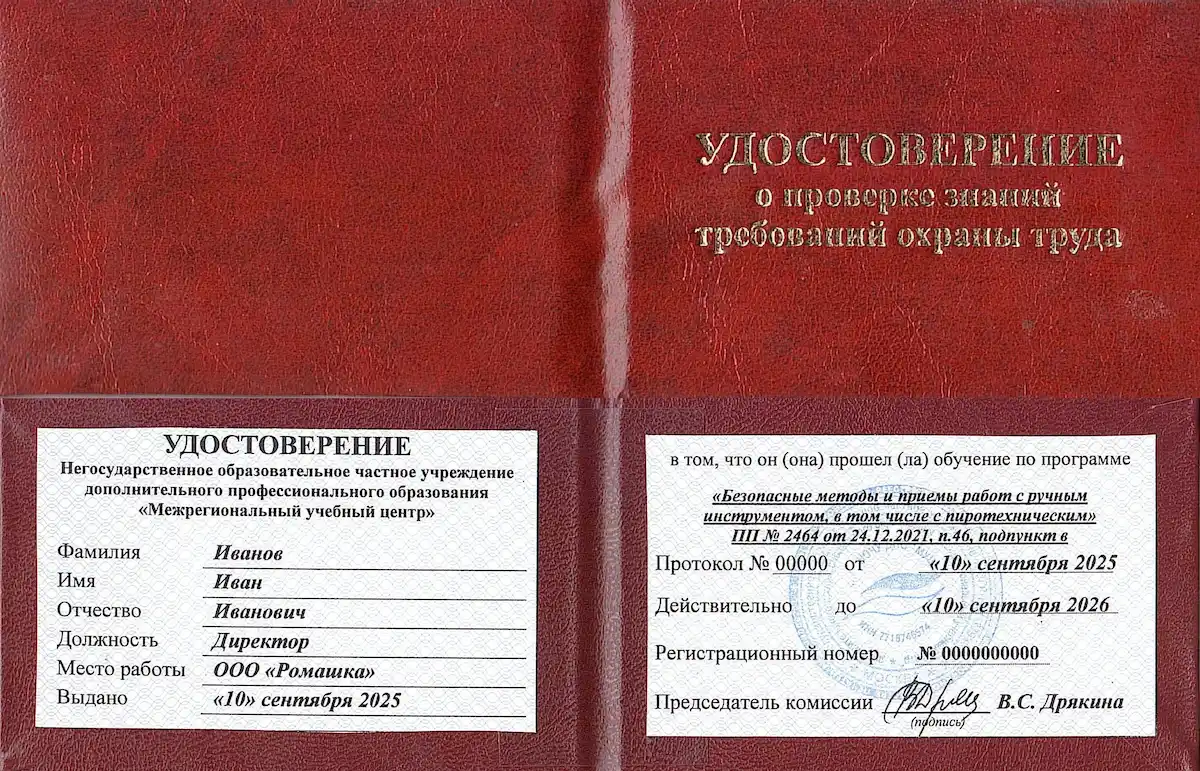 УДОСТОВЕРЕНИЕ
о проверке знаний
требований охраны труда
УДОСТОВЕРЕНИЕ
Негосударственное образовательное частное учреждение
дополнительного профессионального образования
«Межрегиональный учебный центр»
Фамилия Иванов
Имя Иван
Отчество Иванович
Должность Директор
Место работы ООО «Ромашка»
Выдано «10» сентября 2025
в том, что он (она) прошел (ла) обучение по программе
«Безопасные методы и приемы работ с ручным
инструментом, в том числе с пиротехническим»
ПП № 2464 от 24.12.2021, п.46, подпункт в
Протокол № 00000 от «10» сентября 2025
Действительно до «10» сентября 2026
Регистрационный номер № 0000000000
Председатель комиссии В.С. Дрякина
(подпись)